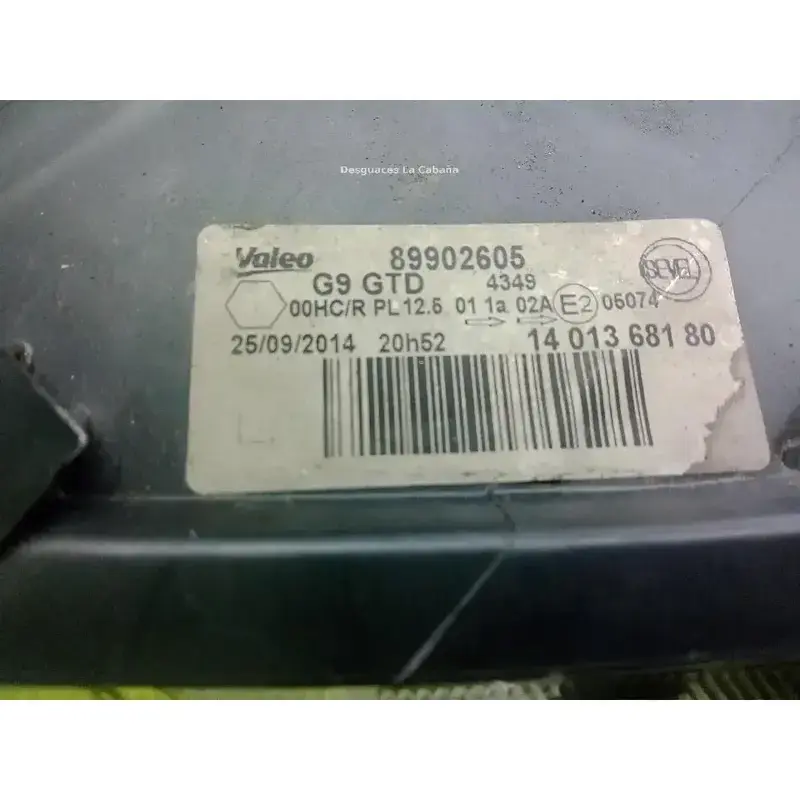 Desguaces La Cabaña
Valeo 89902605
G9 GTD 4349 SEVEL
00HC/R PL 12.5 01 1a 02A E2 05074
25/09/2014 20h52 14 013 681 80